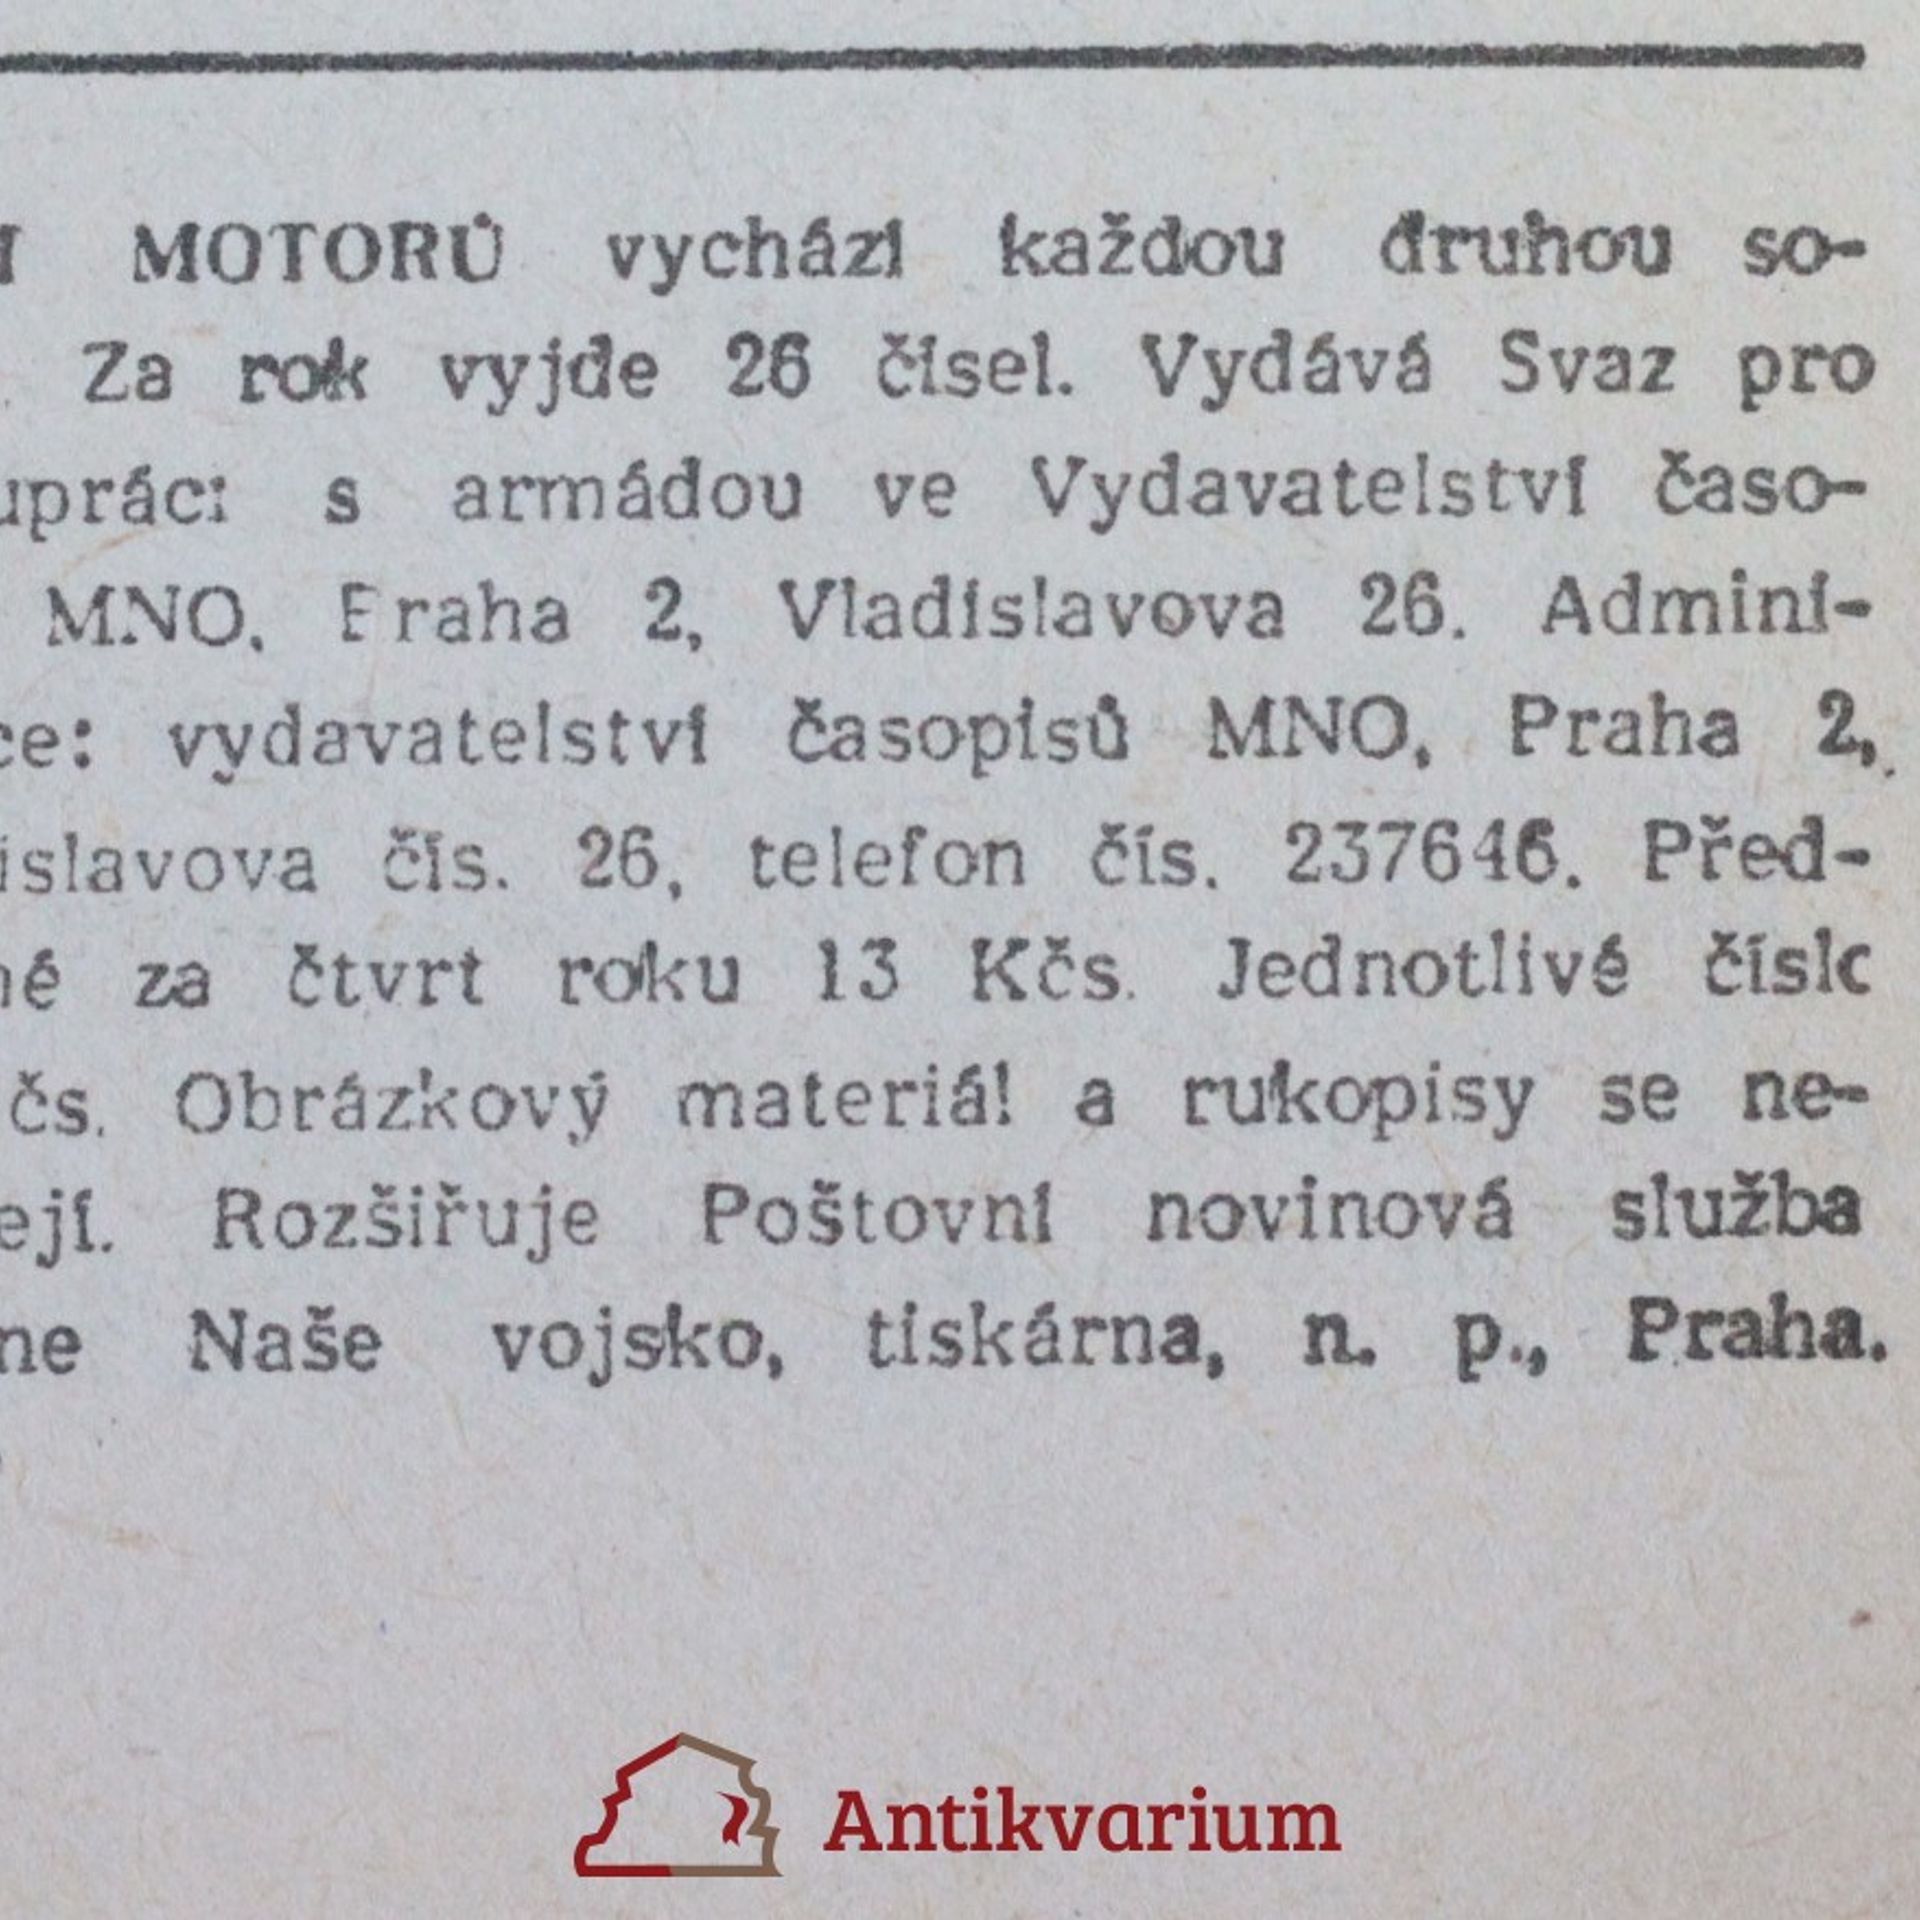 MOTORŮ vychází každou druhou so-
Za rok vyjde 26 čísel. Vydává Svaz pro
upráci s armádou ve Vydavatelství časo-
MNO, Praha 2, Vladislavova 26. Admini-
ce: vydavatelství časopisů MNO, Praha 2,
islavova čís. 26, telefon čís. 237646. Před-
né za čtvrt roku 13 Kčs. Jednotlivé číslo
čs. Obrázkový materiál a rukopisy se ne-
ejí. Rozšiřuje Poštovní novinová služba
ne Naše vojsko, tiskárna, n. p., Praha.
Antikvarium